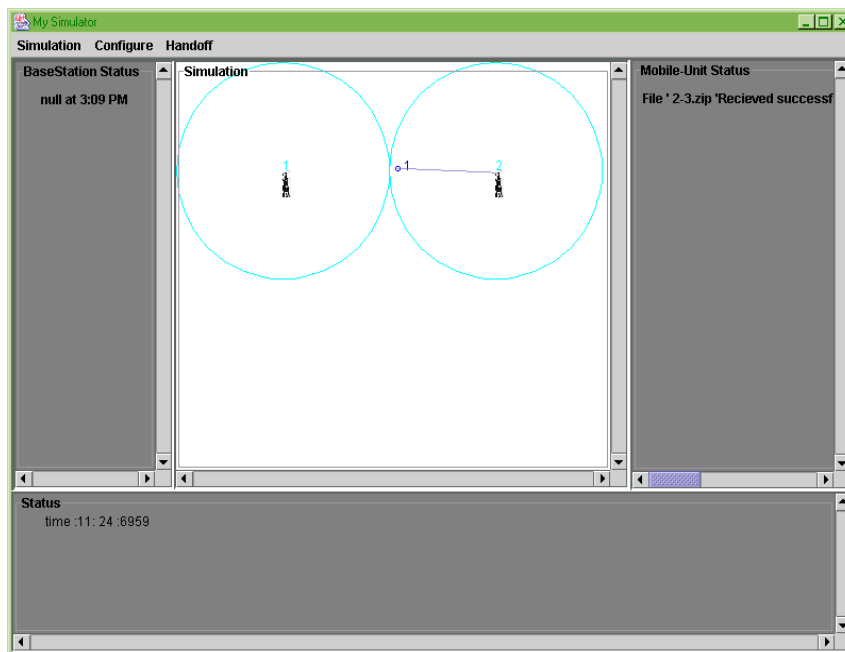 My Simulator
Simulation Configure Handoff
BaseStation Status
null at 3:09 PM
Simulation
1
1
2
Mobile-Unit Status
File ' 2-3.zip 'Recieved successf
Status
time :11: 24 :6959